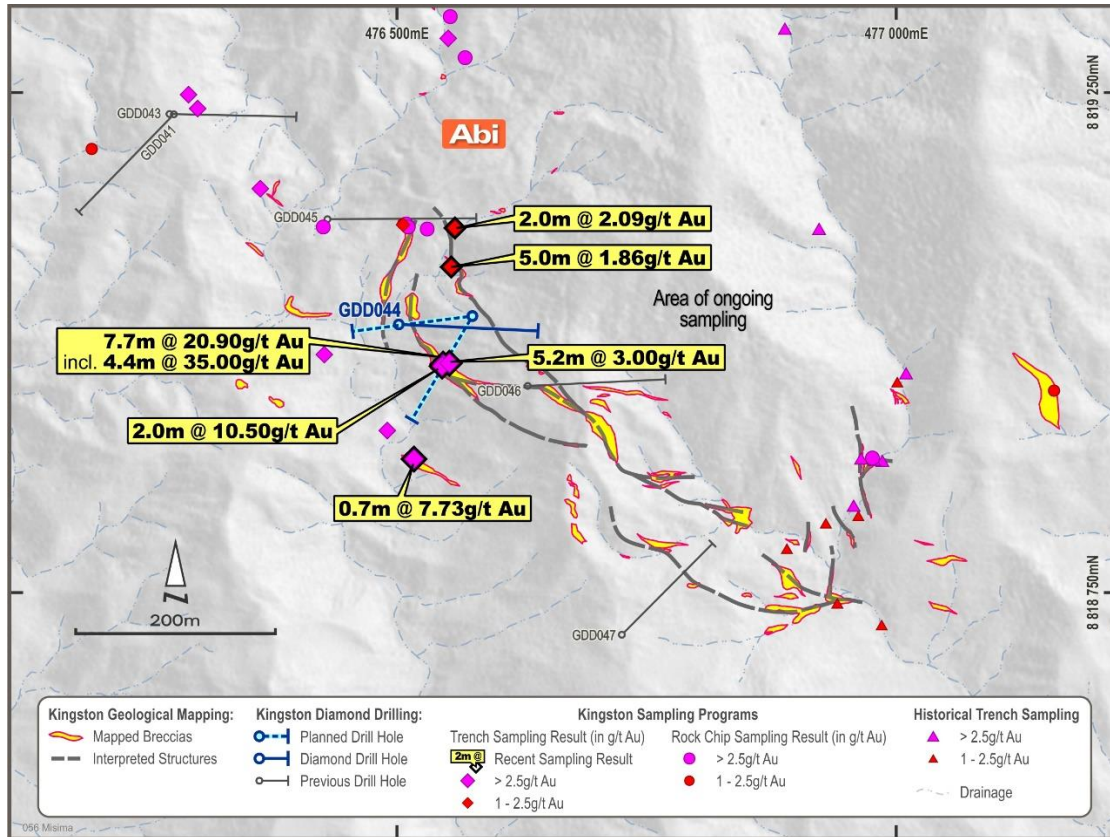 476 500mE
477 000mE
8 819 250mN
GDD043
GDD041
Abi
GDD045
2.0m @ 2.09g/t Au
5.0m @ 1.86g/t Au
Area of ongoing
sampling
GDD044
7.7m @ 20.90g/t Au
incl. 4.4m @ 35.00g/t Au
5.2m @ 3.00g/t Au
GDD046
2.0m @ 10.50g/t Au
0.7m @ 7.73g/t Au
N
200m
GDD047
8 818 750mN
Kingston Geological Mapping:
Mapped Breccias
Interpreted Structures
Kingston Diamond Drilling:
Planned Drill Hole
Diamond Drill Hole
Previous Drill Hole
Kingston Sampling Programs
Trench Sampling Result (in g/t Au)
2m @
Recent Sampling Result
> 2.5g/t Au
1 - 2.5g/t Au
Rock Chip Sampling Result (in g/t Au)
> 2.5g/t Au
1 - 2.5g/t Au
Historical Trench Sampling
> 2.5g/t Au
1 - 2.5g/t Au
Drainage
056 Misima